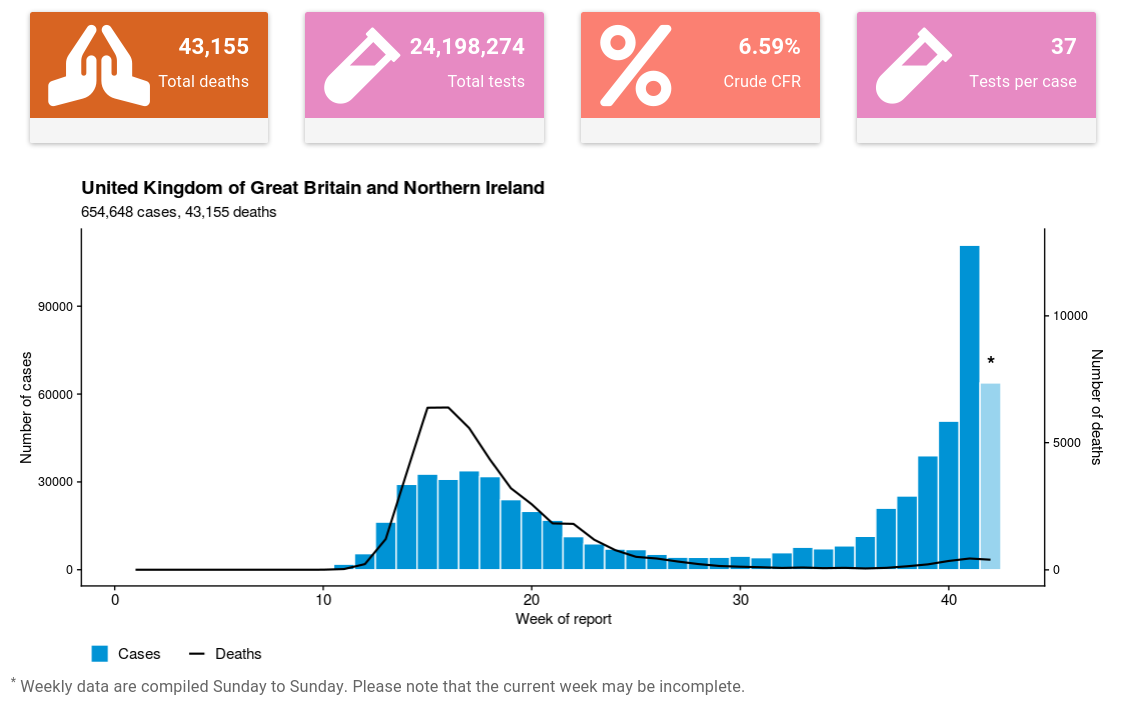 43,155
Total deaths
24,198,274
Total tests
6.59%
Crude CFR
37
Tests per case
United Kingdom of Great Britain and Northern Ireland
654,648 cases, 43,155 deaths
Number of cases
90000
60000
30000
0
*
Number of deaths
10000
5000
0
0 10 20 30 40
Week of report
Cases Deaths
* Weekly data are compiled Sunday to Sunday. Please note that the current week may be incomplete.